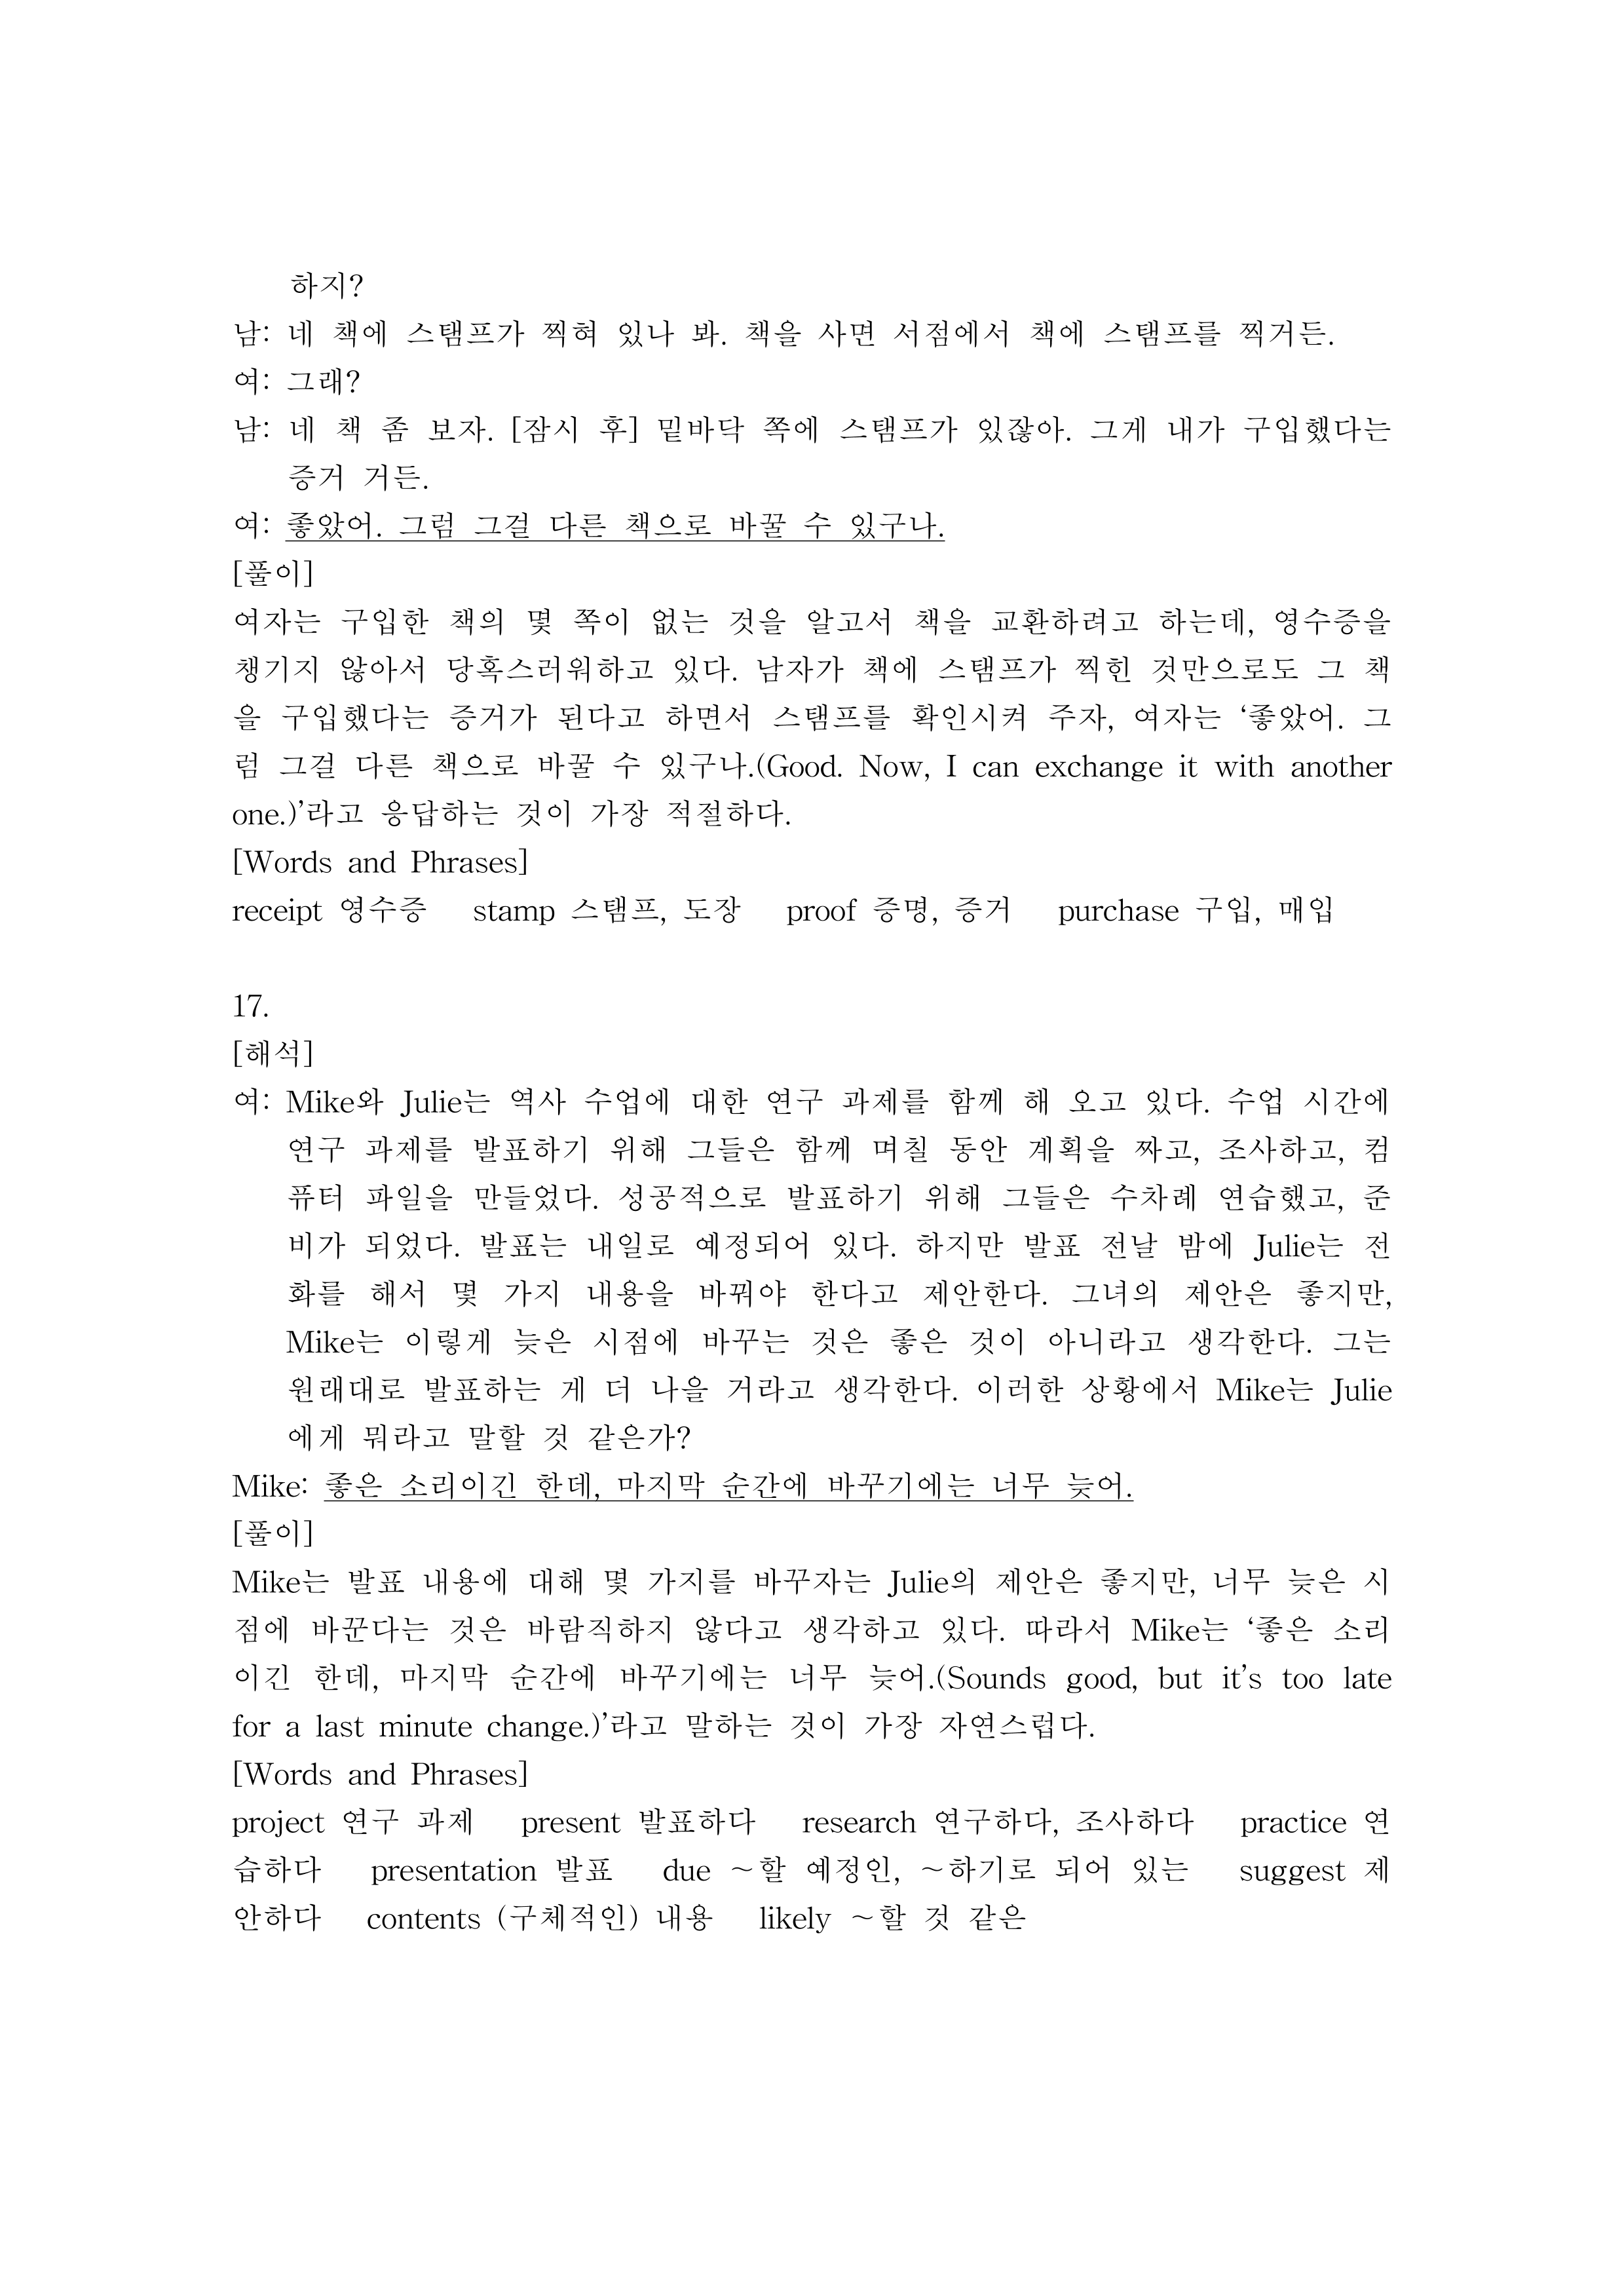 하지?
남: 네 책에 스탬프가 찍혀 있나 봐. 책을 사면 서점에서 책에 스탬프를 찍거든.
여: 그래?
남: 네 책 좀 보자. [잠시 후] 밑바닥 쪽에 스탬프가 있잖아. 그게 내가 구입했다는
증거 거든.
여: 좋았어. 그럼 그걸 다른 책으로 바꿀 수 있구나.
[풀이]
여자는 구입한 책의 몇 쪽이 없는 것을 알고서 책을 교환하려고 하는데, 영수증을
챙기지 않아서 당혹스러워하고 있다. 남자가 책에 스탬프가 찍힌 것만으로도 그 책
을 구입했다는 증거가 된다고 하면서 스탬프를 확인시켜 주자, 여자는 ‘좋았어. 그
럼 그걸 다른 책으로 바꿀 수 있구나.(Good. Now, I can exchange it with another
one.)’라고 응답하는 것이 가장 적절하다.
[Words and Phrases]
receipt 영수증 stamp 스탬프, 도장 proof 증명, 증거 purchase 구입, 매입
17.
[해석]
여: Mike와 Julie는 역사 수업에 대한 연구 과제를 함께 해 오고 있다. 수업 시간에
연구 과제를 발표하기 위해 그들은 함께 며칠 동안 계획을 짜고, 조사하고, 컴
퓨터 파일을 만들었다. 성공적으로 발표하기 위해 그들은 수차례 연습했고, 준
비가 되었다. 발표는 내일로 예정되어 있다. 하지만 발표 전날 밤에 Julie는 전
화를 해서 몇 가지 내용을 바꿔야 한다고 제안한다. 그녀의 제안은 좋지만,
Mike는 이렇게 늦은 시점에 바꾸는 것은 좋은 것이 아니라고 생각한다. 그는
원래대로 발표하는 게 더 나을 거라고 생각한다. 이러한 상황에서 Mike는 Julie
에게 뭐라고 말할 것 같은가?
Mike: 좋은 소리이긴 한데, 마지막 순간에 바꾸기에는 너무 늦어.
[풀이]
Mike는 발표 내용에 대해 몇 가지를 바꾸자는 Julie의 제안은 좋지만, 너무 늦은 시
점에 바꾼다는 것은 바람직하지 않다고 생각하고 있다. 따라서 Mike는 ‘좋은 소리
이긴 한데, 마지막 순간에 바꾸기에는 너무 늦어.(Sounds good, but it’s too late
for a last minute change.)’라고 말하는 것이 가장 자연스럽다.
[Words and Phrases]
project 연구 과제 present 발표하다 research 연구하다, 조사하다 practice 연
습하다 presentation 발표 due ～할 예정인, ～하기로 되어 있는 suggest 제
안하다 contents (구체적인) 내용 likely ～할 것 같은